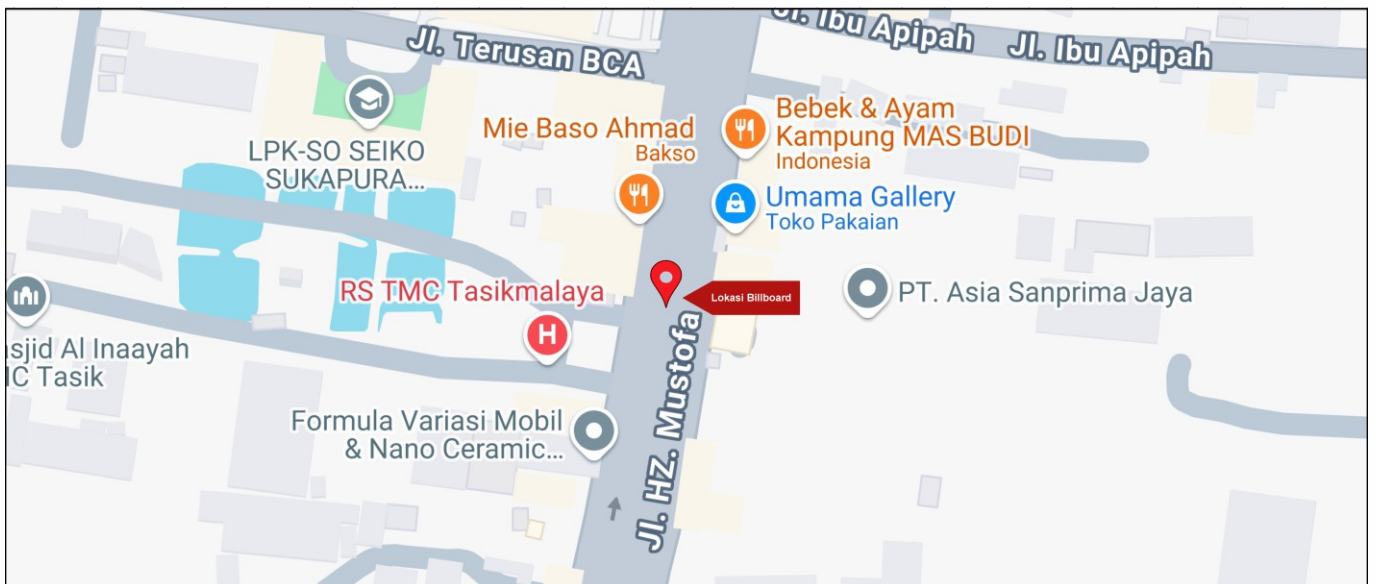 Jl. Terusan BCA
Jl. Ibu Apipah
Jl. Ibu Apipah
LPK-SO SEIKO
SUKAPURA...
Mie Baso Ahmad
Bakso
Bebek & Ayam
Kampung MAS BUDI
Indonesia
Umama Gallery
Toko Pakaian
RS TMC Tasikmalaya
H
Lokasi Billboard
PT. Asia Sanprima Jaya
sjid Al Inaayah
C Tasik
Formula Variasi Mobil
& Nano Ceramic...
Jl. HZ. Mustofa